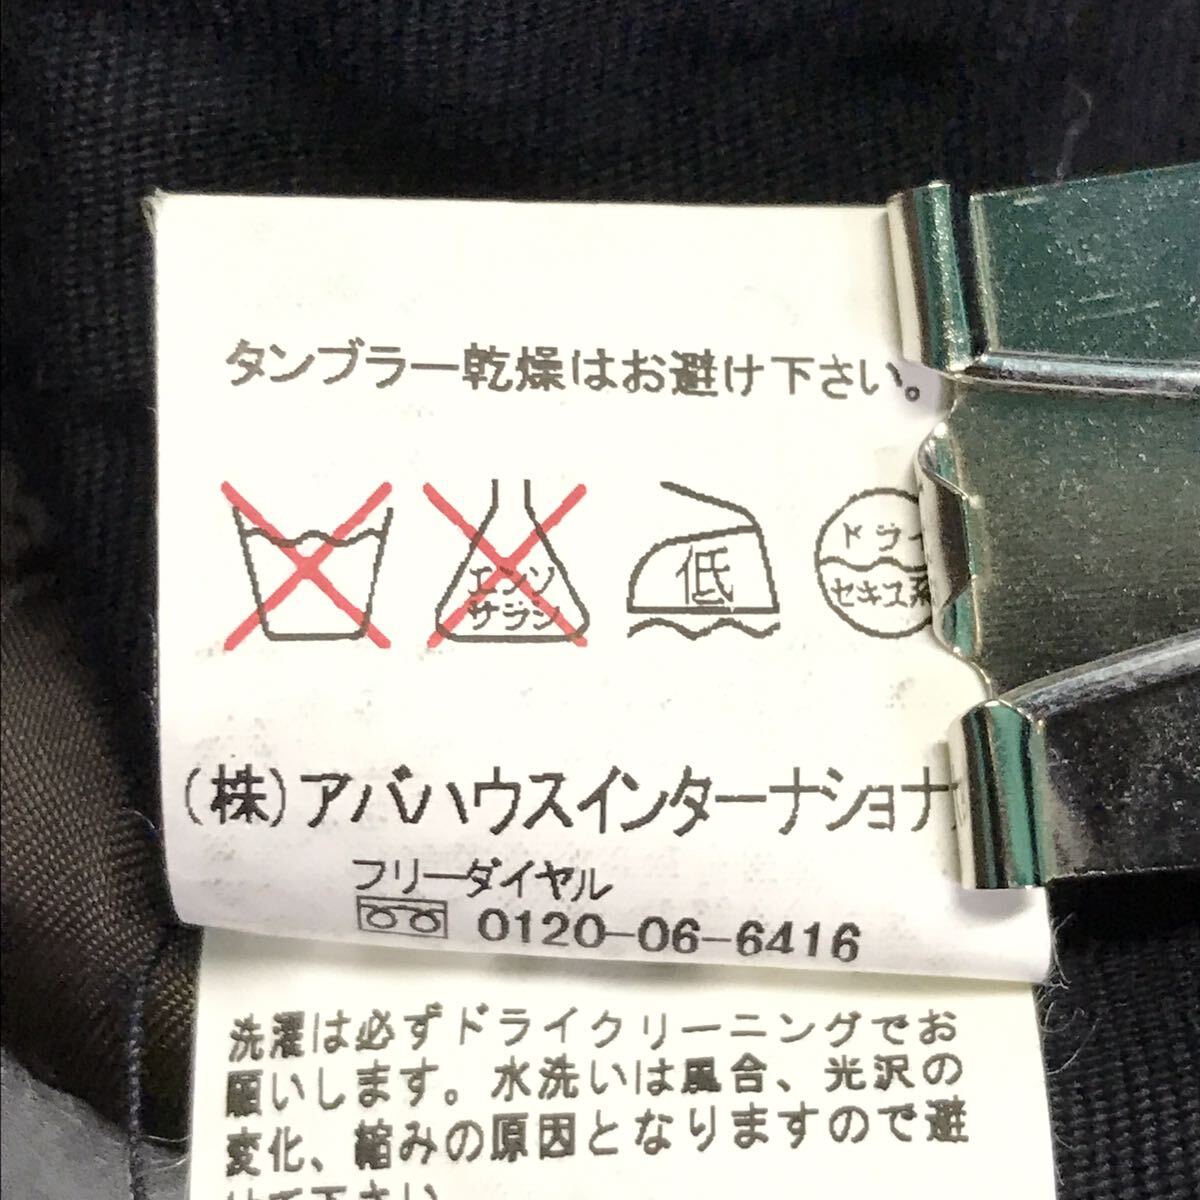 タンブラー乾燥はお避け下さい。
エンソ
サラシ
低
ドライ
セキユ系
(株)アバハウスインターナショナ
フリーダイヤル
0120-06-6416
洗濯は必ずドライクリーニングでお
願いします。水洗いは風合、光沢の
変化、縮みの原因となりますので避
けて下さい